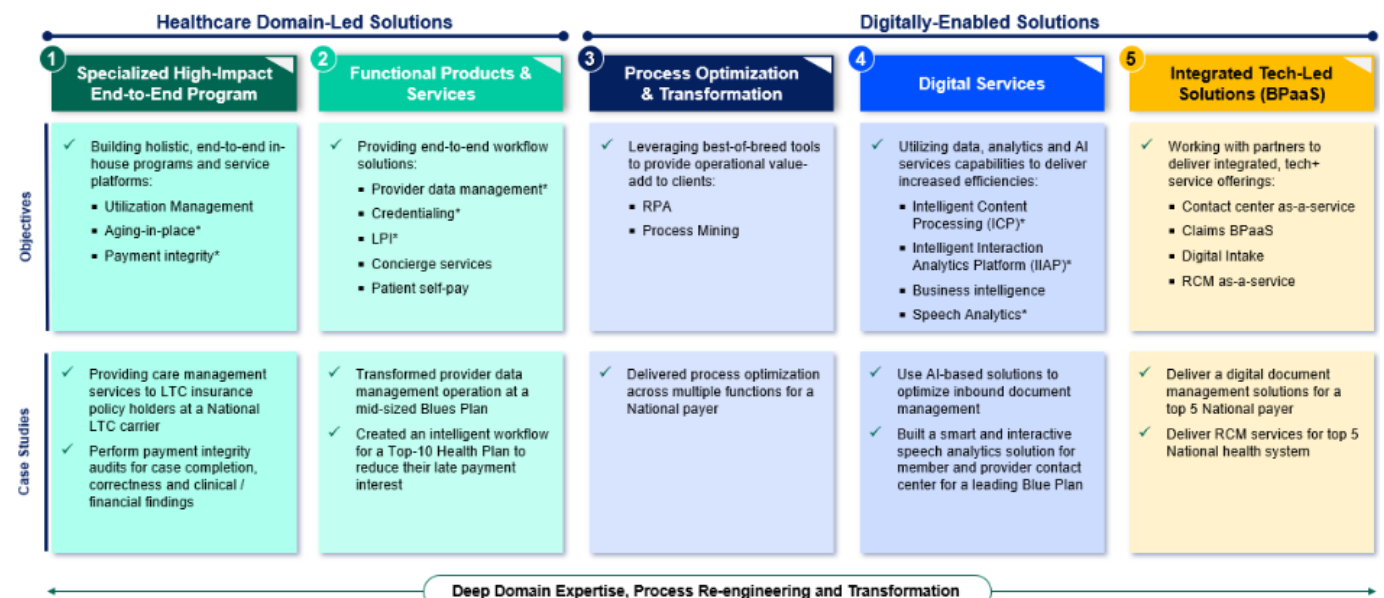 Healthcare Domain-Led Solutions
Digitally-Enabled Solutions
1
Specialized High-Impact
End-to-End Program
2
Functional Products &
Services
3
Process Optimization
& Transformation
4
Digital Services
5
Integrated Tech-Led
Solutions (BPaaS)
Objectives
✓ Building holistic, end-to-end in-
house programs and service
platforms:
▪ Utilization Management
▪ Aging-in-place*
▪ Payment integrity*
✓ Providing end-to-end workflow
solutions:
▪ Provider data management*
▪ Credentialing*
▪ LPI*
▪ Concierge services
▪ Patient self-pay
✓ Leveraging best-of-breed tools
to provide operational value-
add to clients:
▪ RPA
▪ Process Mining
✓ Utilizing data, analytics and AI
services capabilities to deliver
increased efficiencies:
▪ Intelligent Content
Processing (ICP)*
▪ Intelligent Interaction
Analytics Platform (IIAP)*
▪ Business intelligence
▪ Speech Analytics*
✓ Working with partners to
deliver integrated, tech+
service offerings:
▪ Contact center as-a-service
▪ Claims BPaaS
▪ Digital Intake
▪ RCM as-a-service
Case Studies
✓ Providing care management
services to LTC insurance
policy holders at a National
LTC carrier
✓ Perform payment integrity
audits for case completion,
correctness and clinical /
financial findings
✓ Transformed provider data
management operation at a
mid-sized Blues Plan
✓ Created an intelligent workflow
for a Top-10 Health Plan to
reduce their late payment
interest
✓ Delivered process optimization
across multiple functions for a
National payer
✓ Use AI-based solutions to
optimize inbound document
management
✓ Built a smart and interactive
speech analytics solution for
member and provider contact
center for a leading Blue Plan
✓ Deliver a digital document
management solutions for a
top 5 National payer
✓ Deliver RCM services for top 5
National health system
Deep Domain Expertise, Process Re-engineering and Transformation